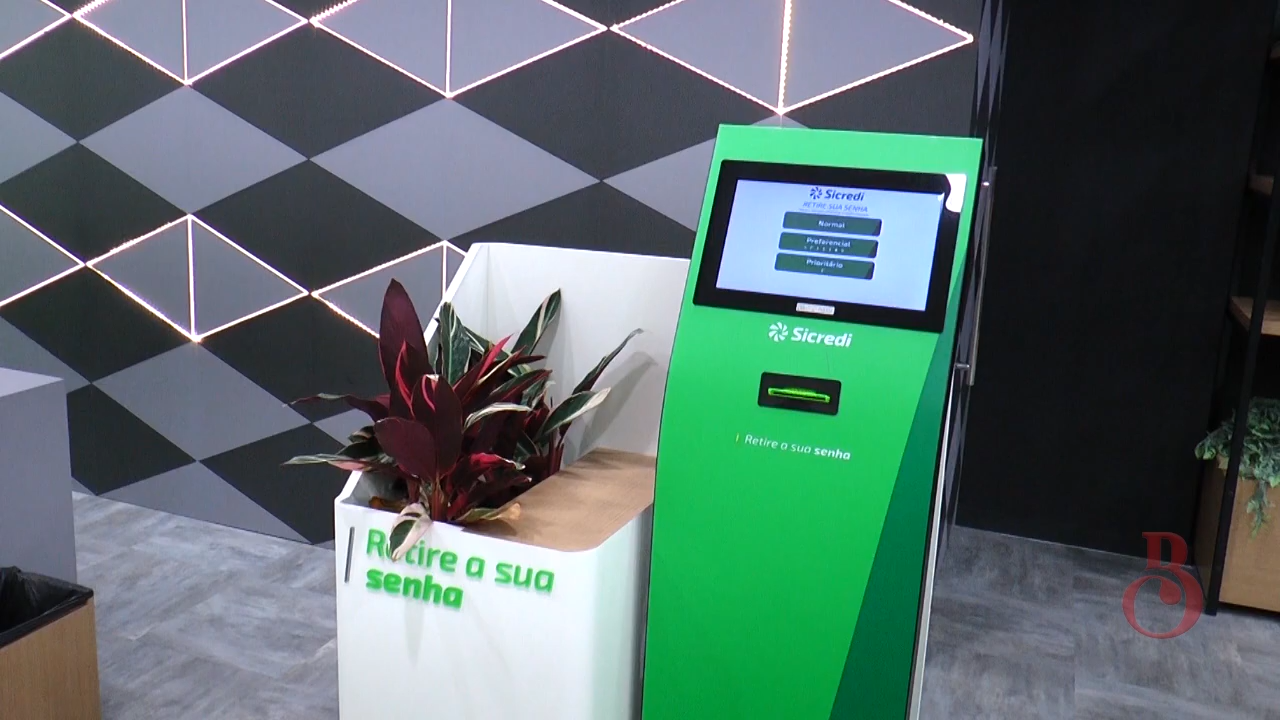 Sicredi
RETIRE SUA SENHA
Normal
Preferencial
Prioritário
Sicredi
Retire a sua senha
Retire a sua
senha